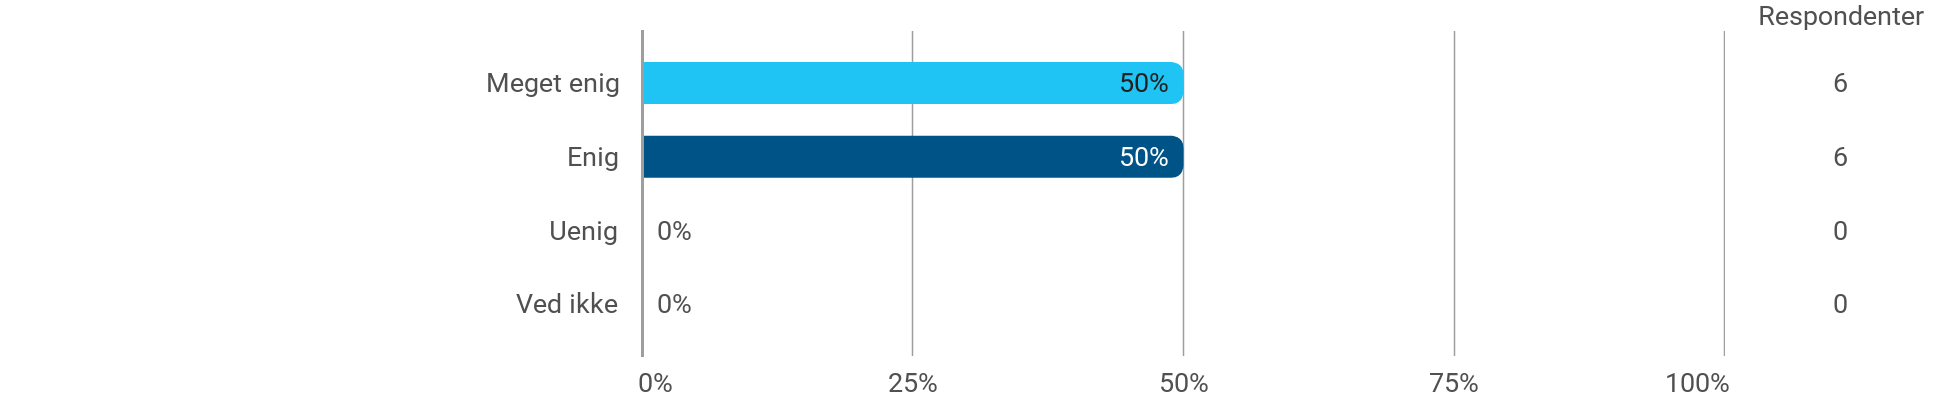 Respondenter
Meget enig 50% 6
Enig 50% 6
Uenig 0% 0
Ved ikke 0% 0
0% 25% 50% 75% 100%